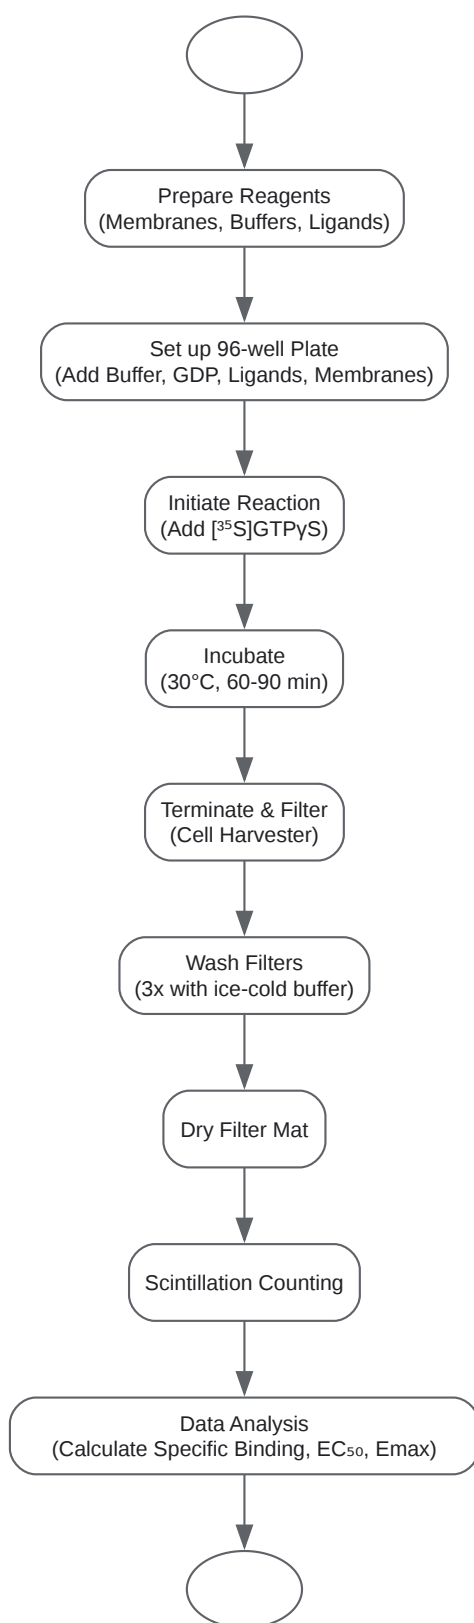 Prepare Reagents
(Membranes, Buffers, Ligands)
Set up 96-well Plate
(Add Buffer, GDP, Ligands, Membranes)
Initiate Reaction
(Add [³⁵S]GTPγS)
Incubate
(30°C, 60-90 min)
Terminate & Filter
(Cell Harvester)
Wash Filters
(3x with ice-cold buffer)
Dry Filter Mat
Scintillation Counting
Data Analysis
(Calculate Specific Binding, EC₅₀, Emax)